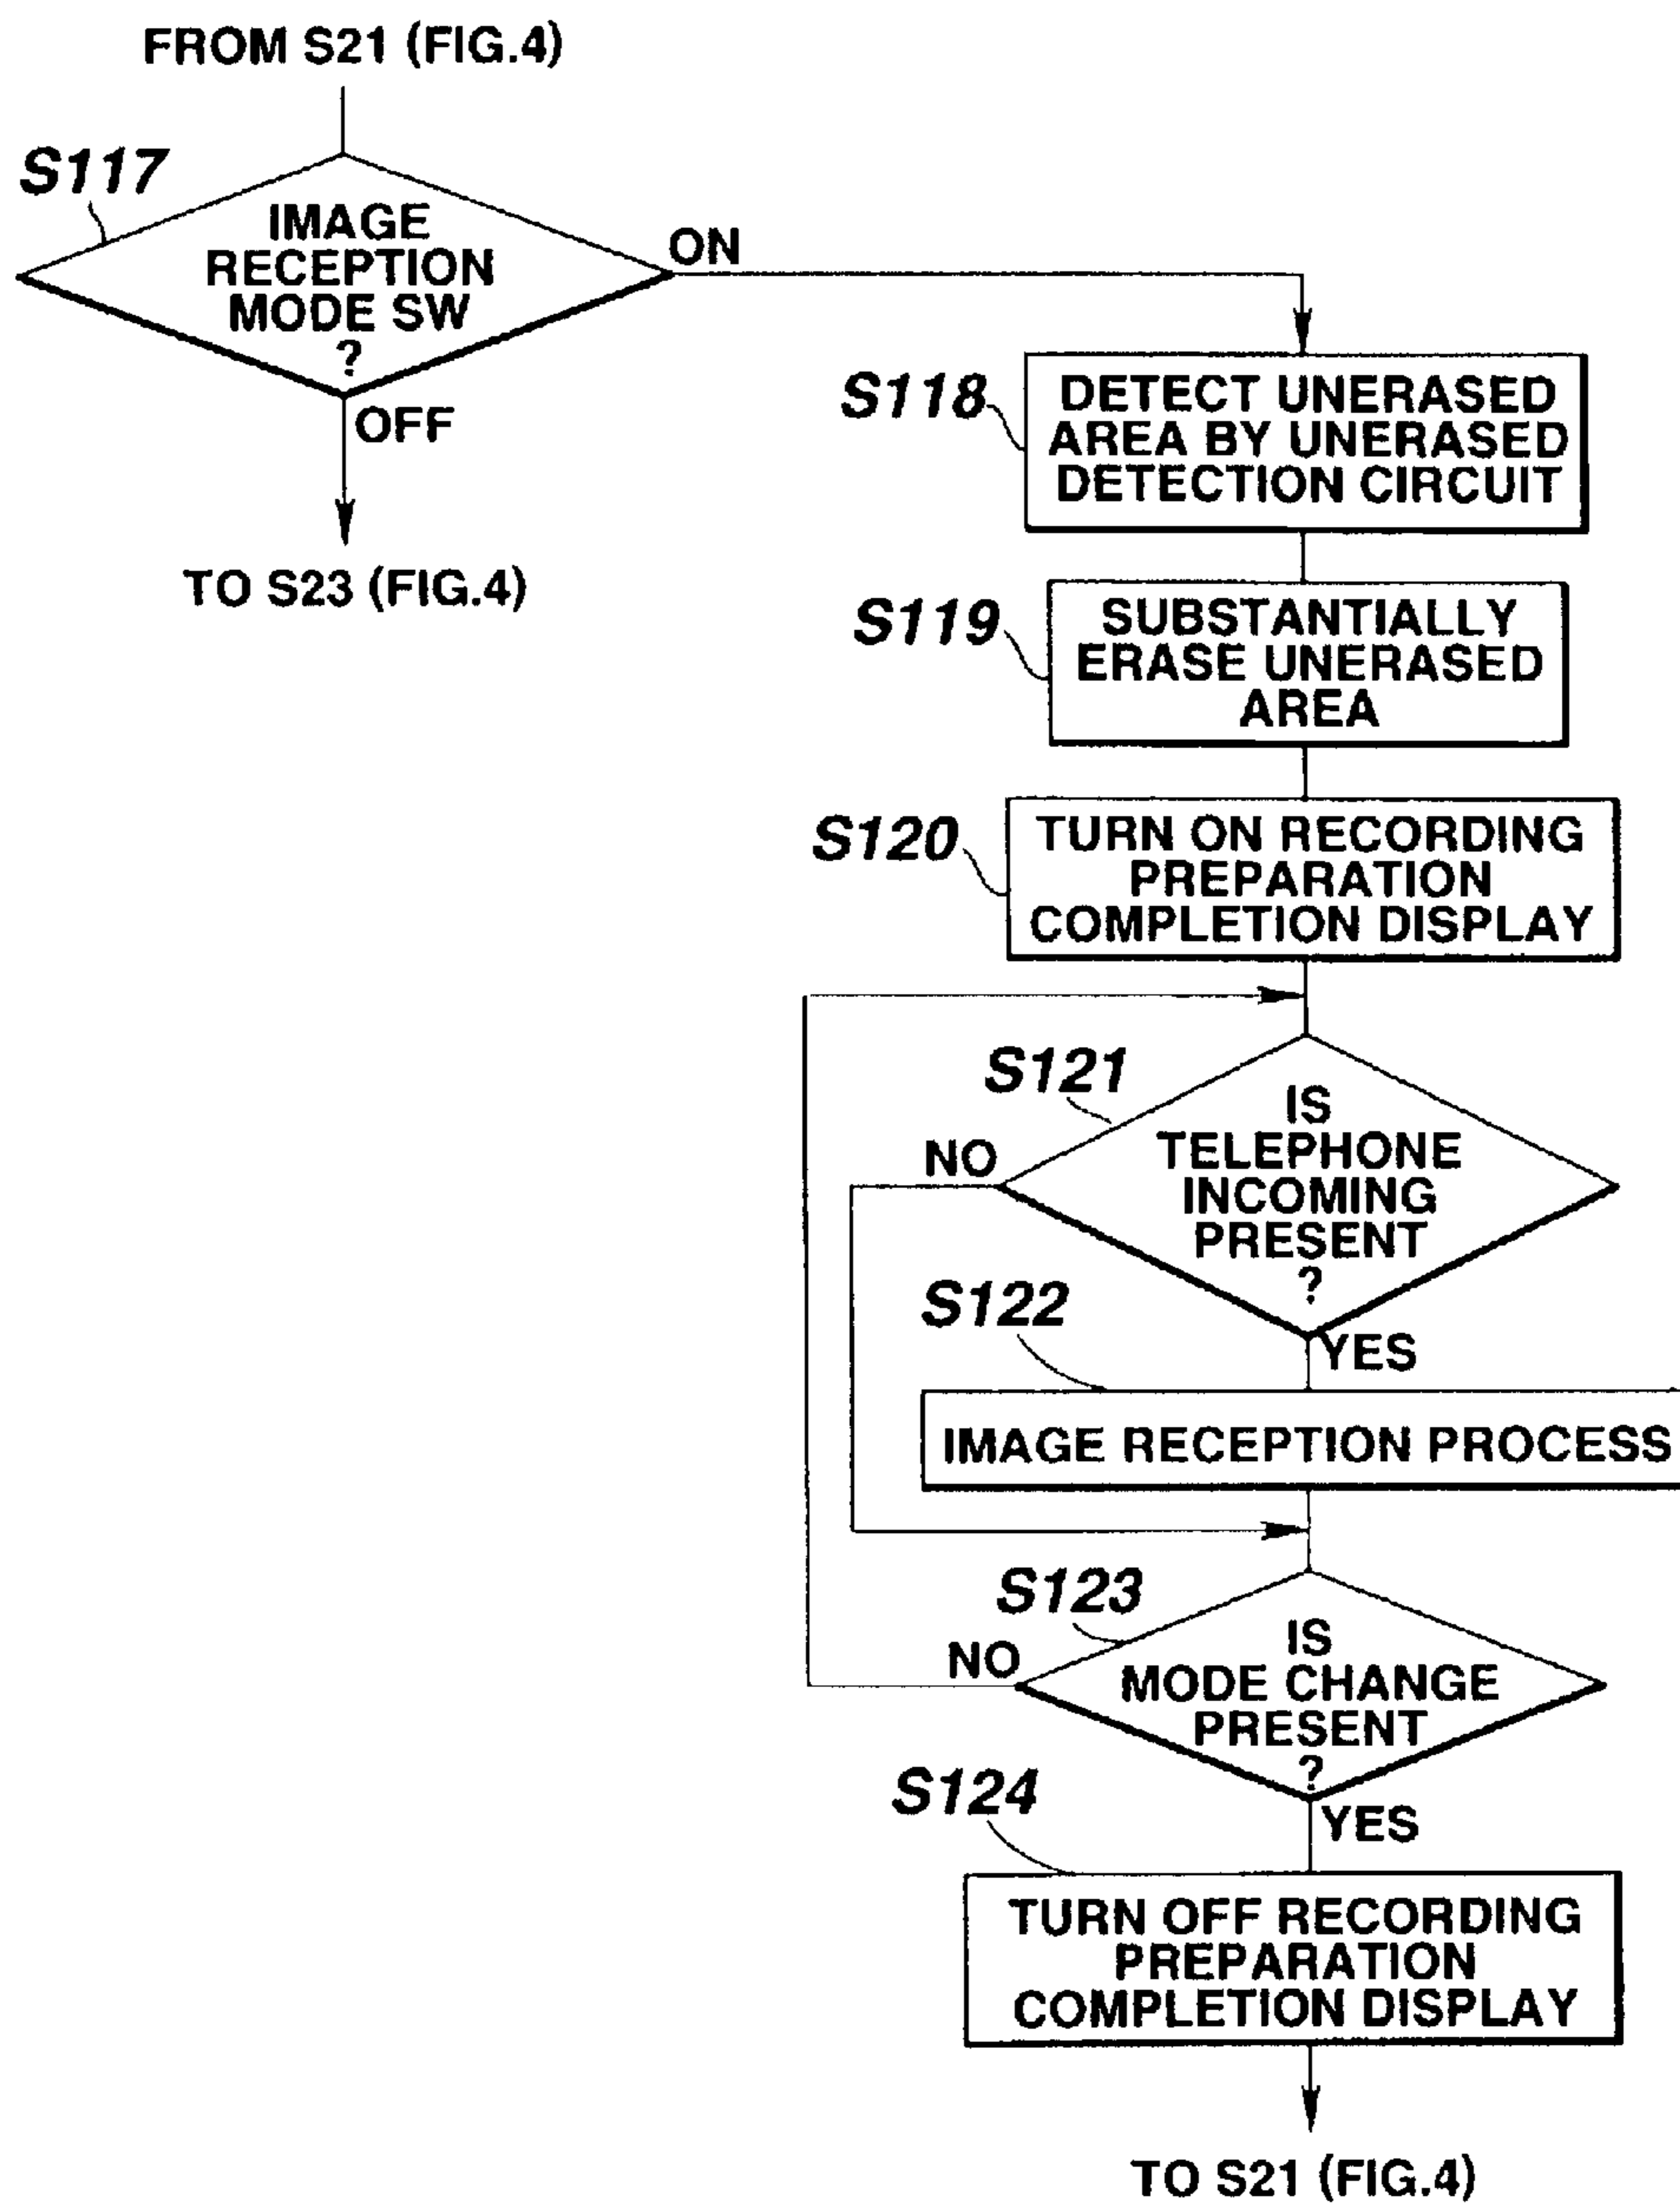 FROM S21 (FIG.4)
S117
IMAGE
RECEPTION
MODE SW
?
ON
OFF
TO S23 (FIG.4)
S118
DETECT UNERASED
AREA BY UNERASED
DETECTION CIRCUIT
S119
SUBSTANTIALLY
ERASE UNERASED
AREA
S120
TURN ON RECORDING
PREPARATION
COMPLETION DISPLAY
S121
IS
TELEPHONE
INCOMING
PRESENT
?
NO
YES
S122
IMAGE RECEPTION PROCESS
S123
IS
MODE CHANGE
PRESENT
?
NO
YES
S124
TURN OFF RECORDING
PREPARATION
COMPLETION DISPLAY
TO S21 (FIG.4)